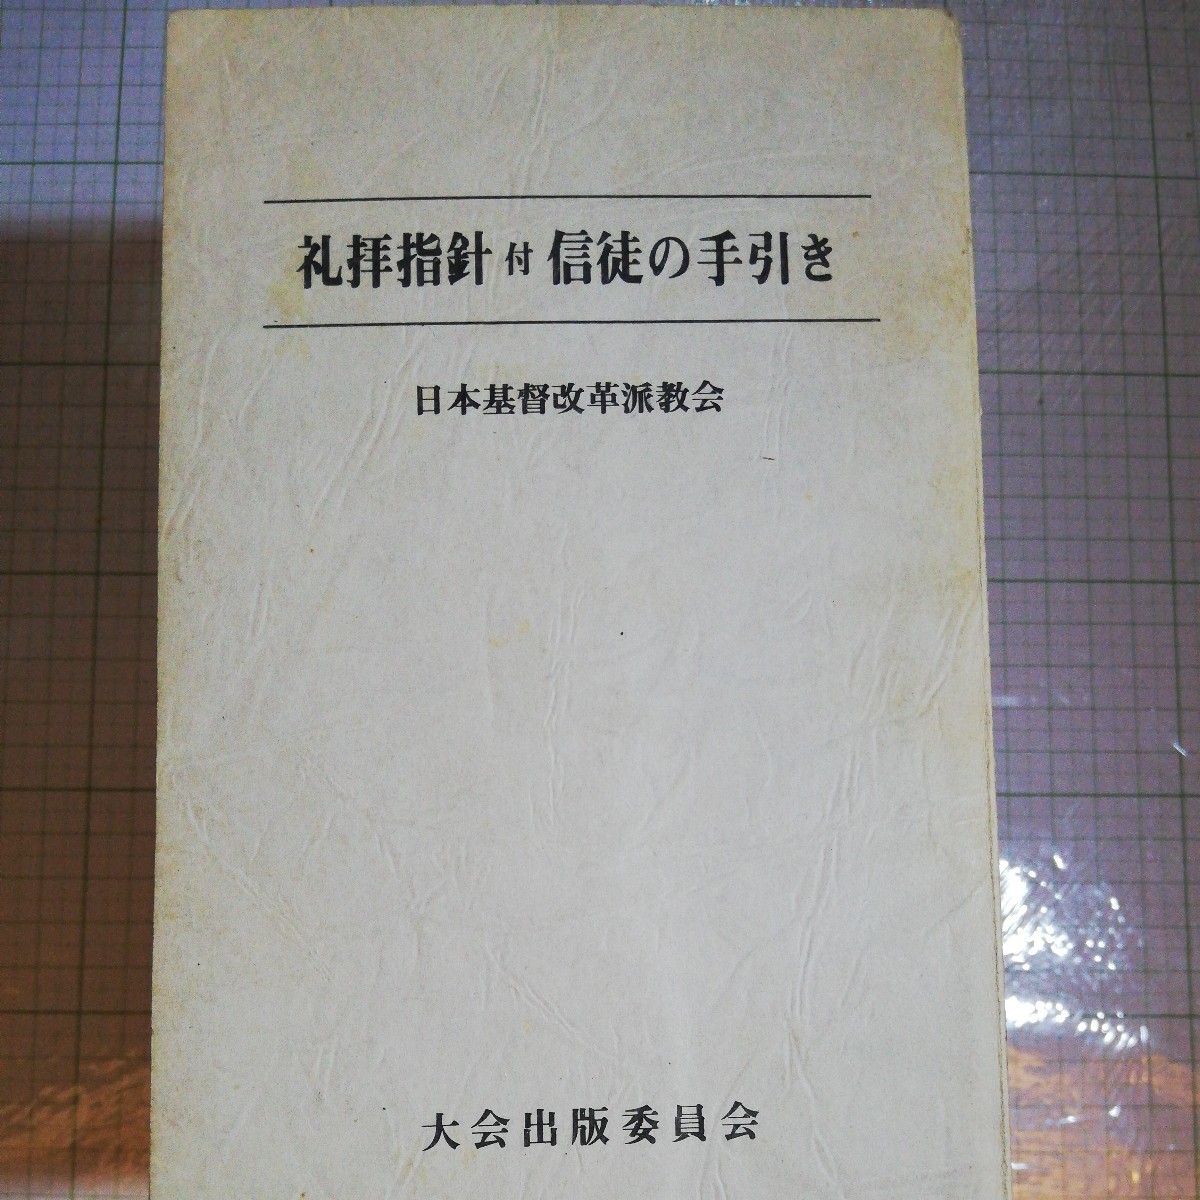 礼拝指針付信徒の手引き
日本基督改革派教会
大会出版委員会